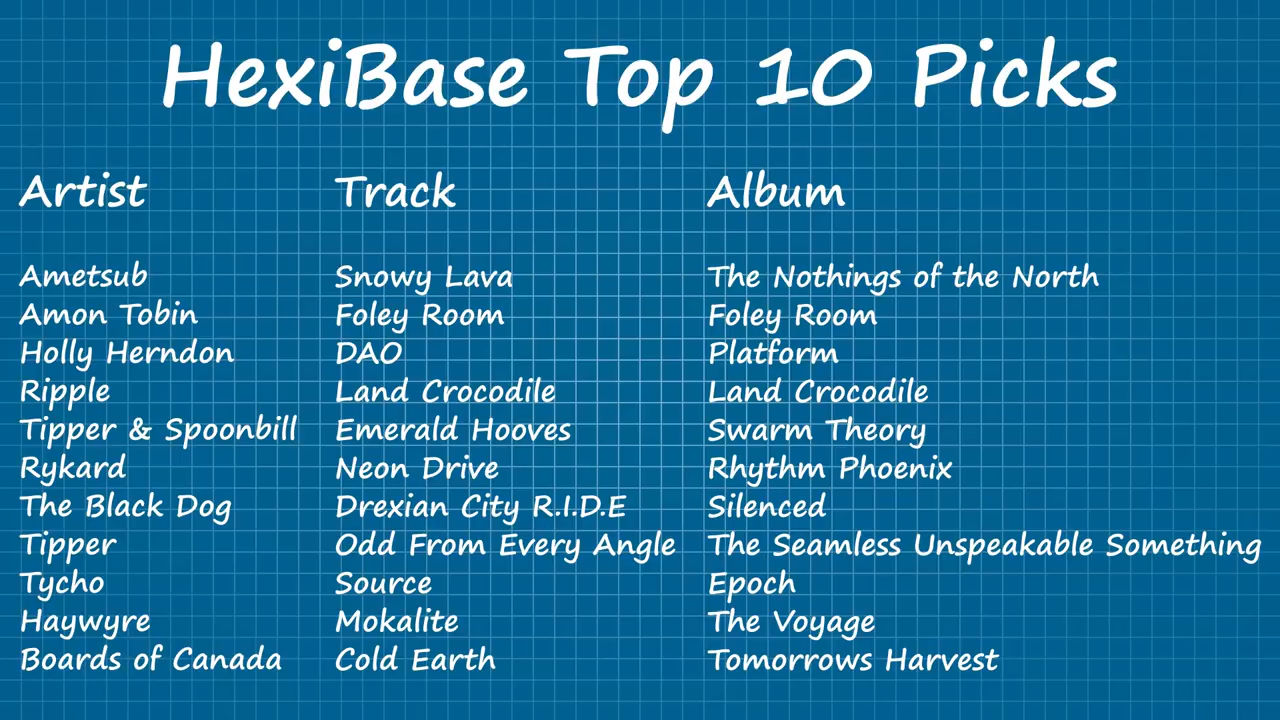 HexiBase Top 10 Picks
Artist Track Album
Ametsub Snowy Lava The Nothings of the North
Amon Tobin Foley Room Foley Room
Holly Herndon DAO Platform
Ripple Land Crocodile Land Crocodile
Tipper & Spoonbill Emerald Hooves Swarm Theory
Rykard Neon Drive Rhythm Phoenix
The Black Dog Drexian City R.I.D.E Silenced
Tipper Odd From Every Angle The Seamless Unspeakable Something
Tycho Source Epoch
Haywyre Mokalite The Voyage
Boards of Canada Cold Earth Tomorrows Harvest